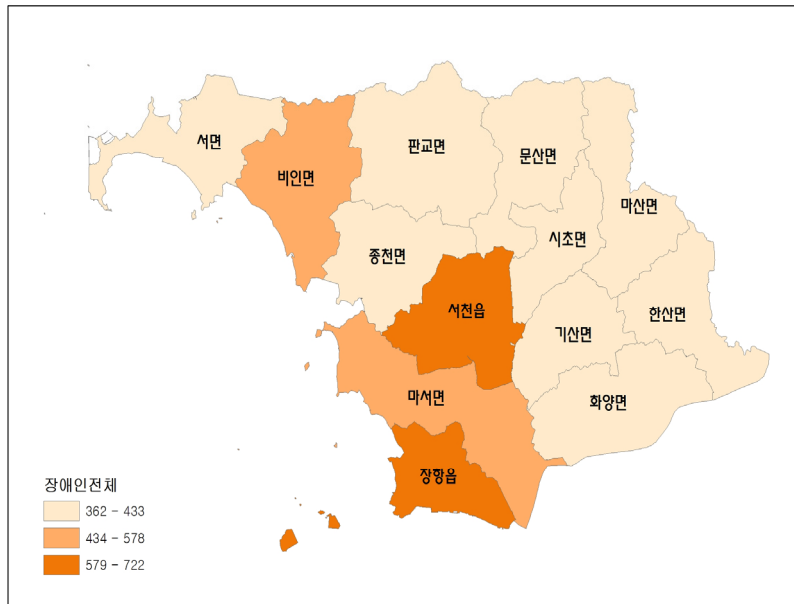 서면
비인면
판교면
문산면
마산면
종천면
시초면
서천읍
기산면
한산면
마서면
화양면
장항읍
장애인전체
362 - 433
434 - 578
579 - 722